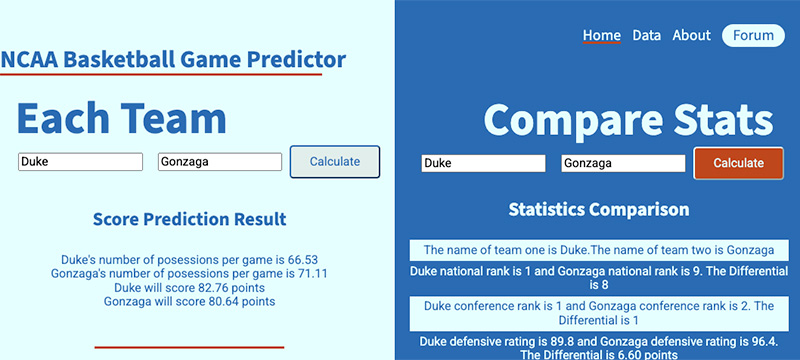 NCAA Basketball Game Predictor
Each Team
Duke
Gonzaga
Calculate
Score Prediction Result
Duke's number of posessions per game is 66.53
Gonzaga's number of posessions per game is 71.11
Duke will score 82.76 points
Gonzaga will score 80.64 points
Home Data About Forum
Compare Stats
Duke
Gonzaga
Calculate
Statistics Comparison
The name of team one is Duke.The name of team two is Gonzaga
Duke national rank is 1 and Gonzaga national rank is 9. The Differential
is 8
Duke conference rank is 1 and Gonzaga conference rank is 2. The
Differential is 1
Duke defensive rating is 89.8 and Gonzaga defensive rating is 96.4.
The Differential is 6.60 points